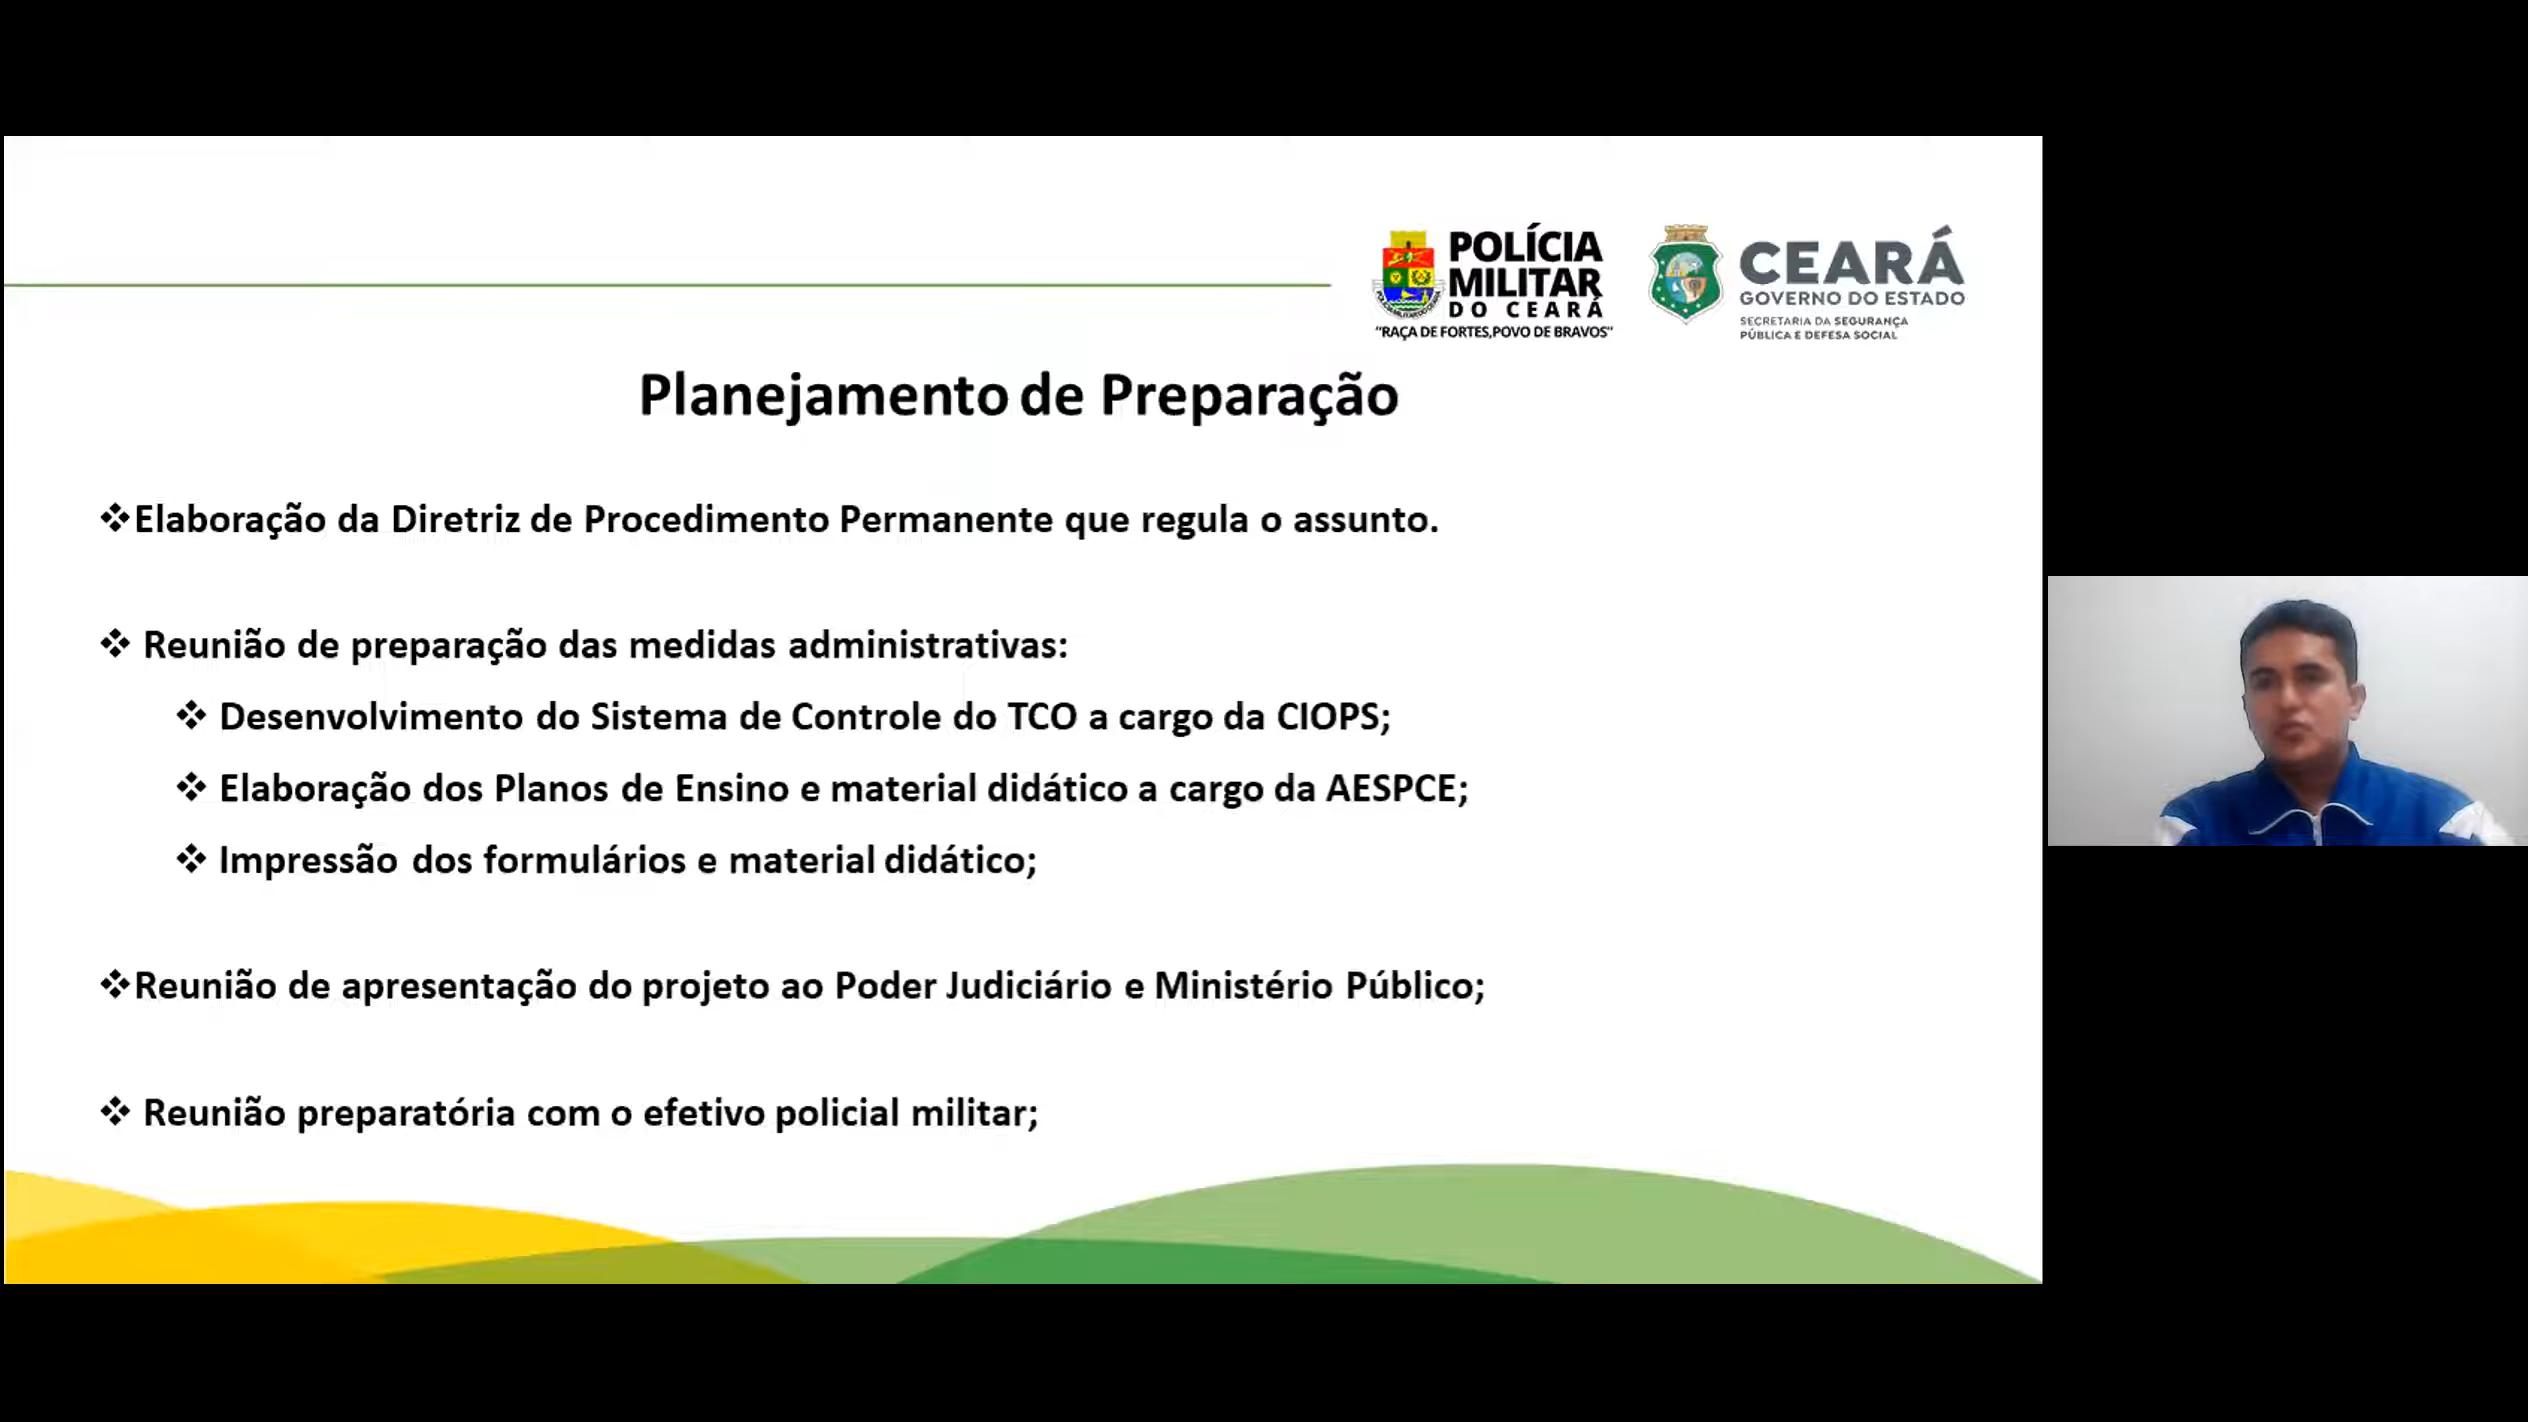 POLÍCIA
MILITAR
DO CEARÁ
"RAÇA DE FORTES,POVO DE BRAVOS"
CEARÁ
GOVERNO DO ESTADO
SECRETARIA DA SEGURANÇA
PÚBLICA E DEFESA SOCIAL
Planejamento de Preparação
❖Elaboração da Diretriz de Procedimento Permanente que regula o assunto.
❖ Reunião de preparação das medidas administrativas:
❖ Desenvolvimento do Sistema de Controle do TCO a cargo da CIOPS;
❖ Elaboração dos Planos de Ensino e material didático a cargo da AESPCE;
❖ Impressão dos formulários e material didático;
❖Reunião de apresentação do projeto ao Poder Judiciário e Ministério Público;
❖ Reunião preparatória com o efetivo policial militar;